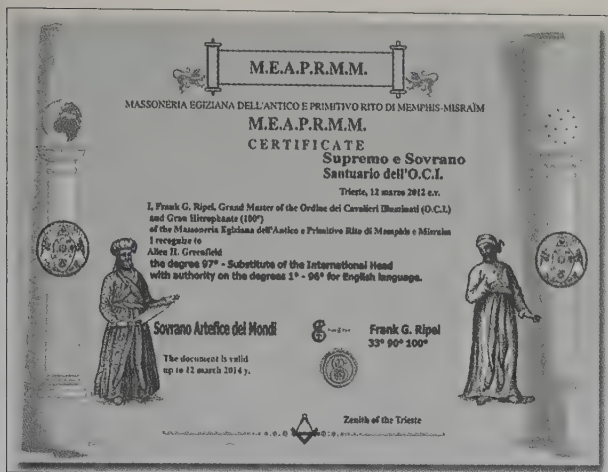 M.E.A.P.R.M.M.
MASSONERIA EGIZIANA DELL'ANTICO E PRIMITIVO RITO DI MEMPHIS-MISRAÏM
M.E.A.P.R.M.M.
CERTIFICATE
Supremo e Sovrano
Santuario dell'O.C.I.
Trieste, 12 marzo 2012 e.v.
I, Frank G. Ripel, Grand Master of the Ordine dei Cavalieri Illuminati (O.C.I.)
and Gran Hierophante (100°)
of the Massoneria Egiziana dell'Antico e Primitivo Rito di Memphis e Misraim
I recognize to
Allen H. Greenfield
the degree 97° - Substitute of the International Head
with authority on the degrees 1° - 96° for English language.
Sovrano Artefice dei Mondi
Frank G. Ripel
33° 90° 100°
The document is valid
up to 12 march 2014 y.
Zenith of the Trieste